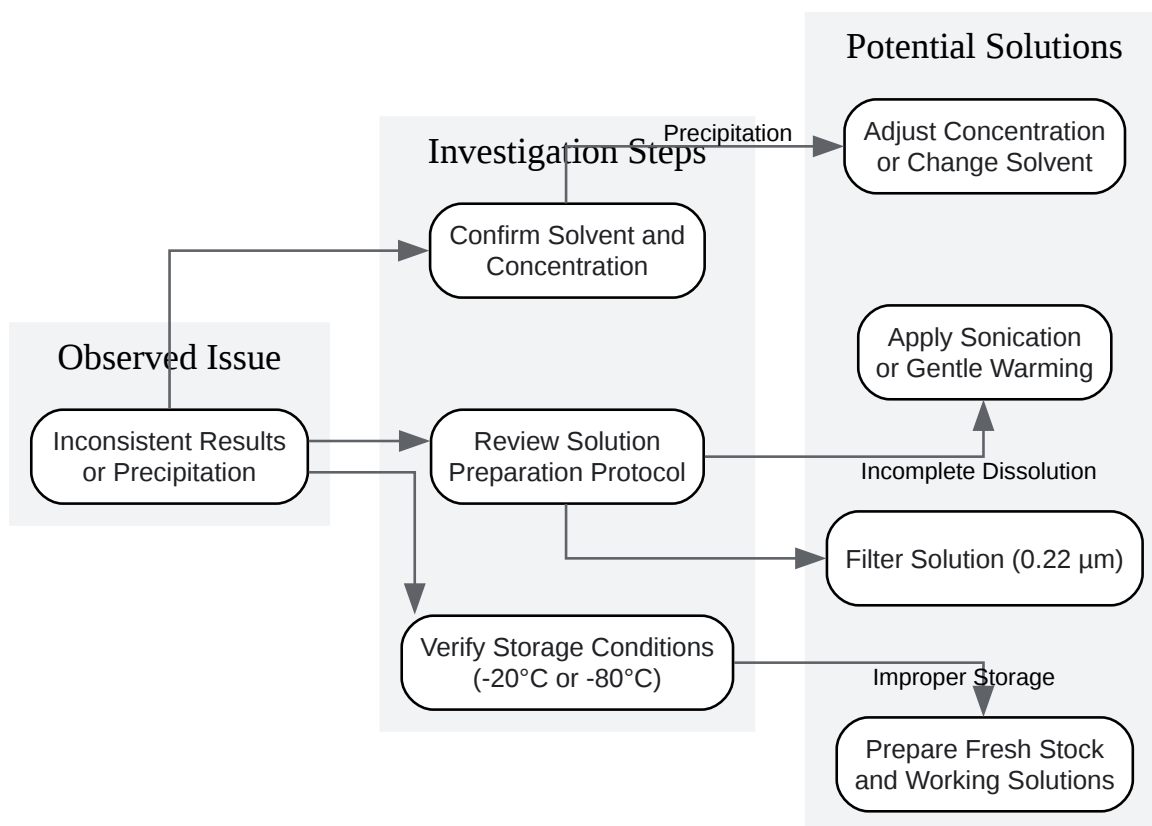 Potential Solutions
Precipitation
Adjust Concentration
or Change Solvent
Investigation Steps
Confirm Solvent and
Concentration
Apply Sonication
or Gentle Warming
Observed Issue
Inconsistent Results
or Precipitation
Review Solution
Preparation Protocol
Incomplete Dissolution
Filter Solution (0.22 µm)
Verify Storage Conditions
(-20°C or -80°C)
Improper Storage
Prepare Fresh Stock
and Working Solutions